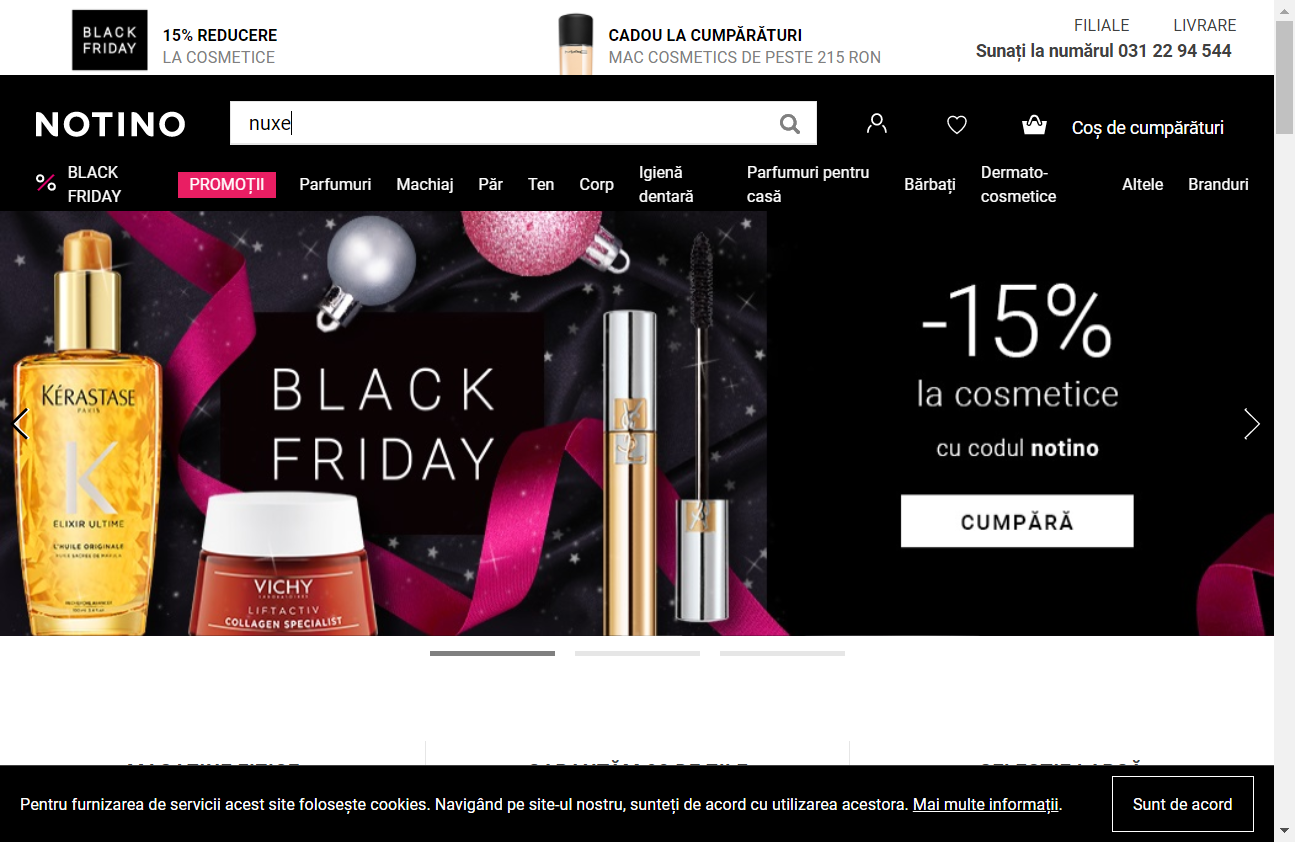 BLACK
FRIDAY
15% REDUCERE
LA COSMETICE
CADOU LA CUMPĂRĂTURI
MAC COSMETICS DE PESTE 215 RON
FILIALE LIVRARE
Sunați la numărul 031 22 94 544
NOTINO
nuxe
Coș de cumpărături
BLACK
FRIDAY
PROMOȚII
Parfumuri
Machiaj
Păr
Ten
Corp
Igienă
dentară
Parfumuri pentru
casă
Bărbați
Dermato-
cosmetice
Altele
Branduri
KÉRASTASE
PARIS
K
ELIXIR ULTIME
L'HUILE ORIGINALE
BLACK
FRIDAY
VICHY
LABORATOIRES
LIFTACTIV
COLLAGEN SPECIALIST
-15%
la cosmetice
cu codul notino
CUMPĂRĂ
Pentru furnizarea de servicii acest site folosește cookies. Navigând pe site-ul nostru, sunteți de acord cu utilizarea acestora. Mai multe informații.
Sunt de acord